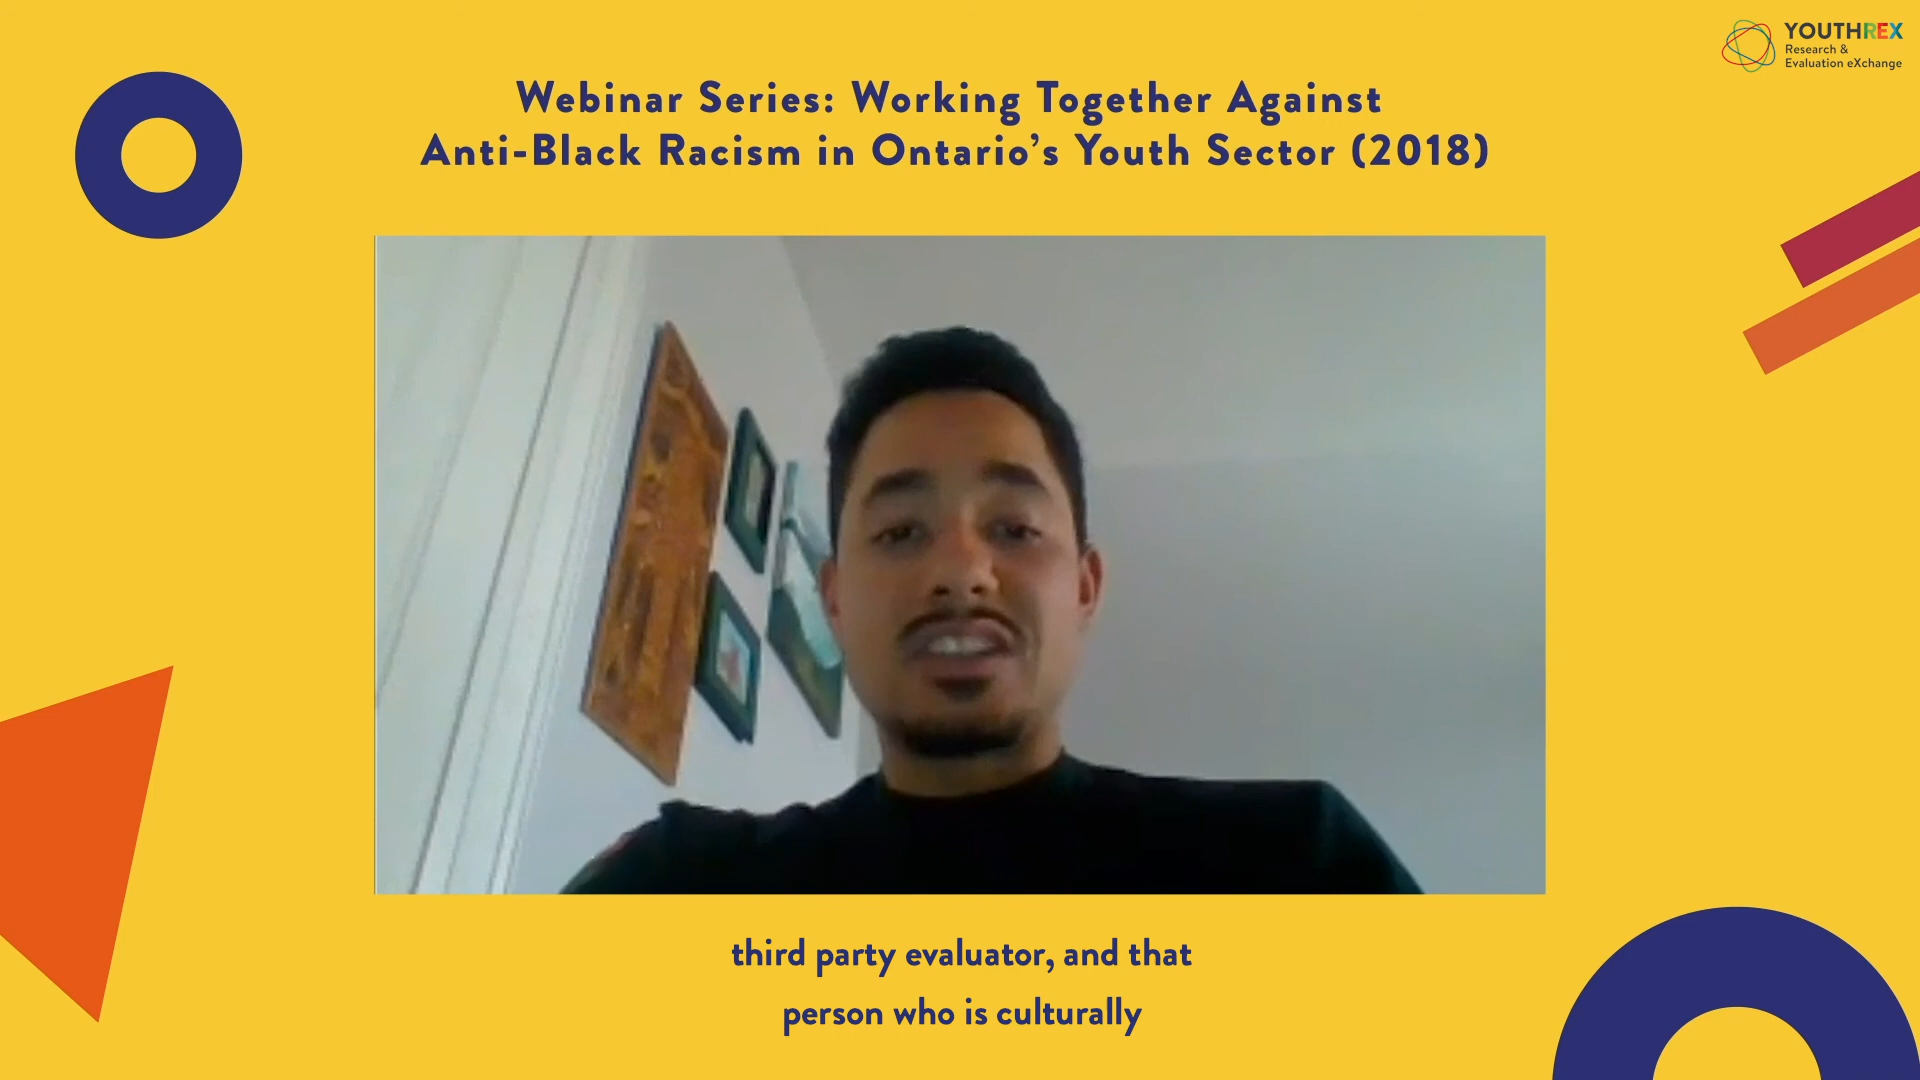 YOUTHREX
Research &
Evaluation eXchange
Webinar Series: Working Together Against
Anti-Black Racism in Ontario’s Youth Sector (2018)
third party evaluator, and that
person who is culturally